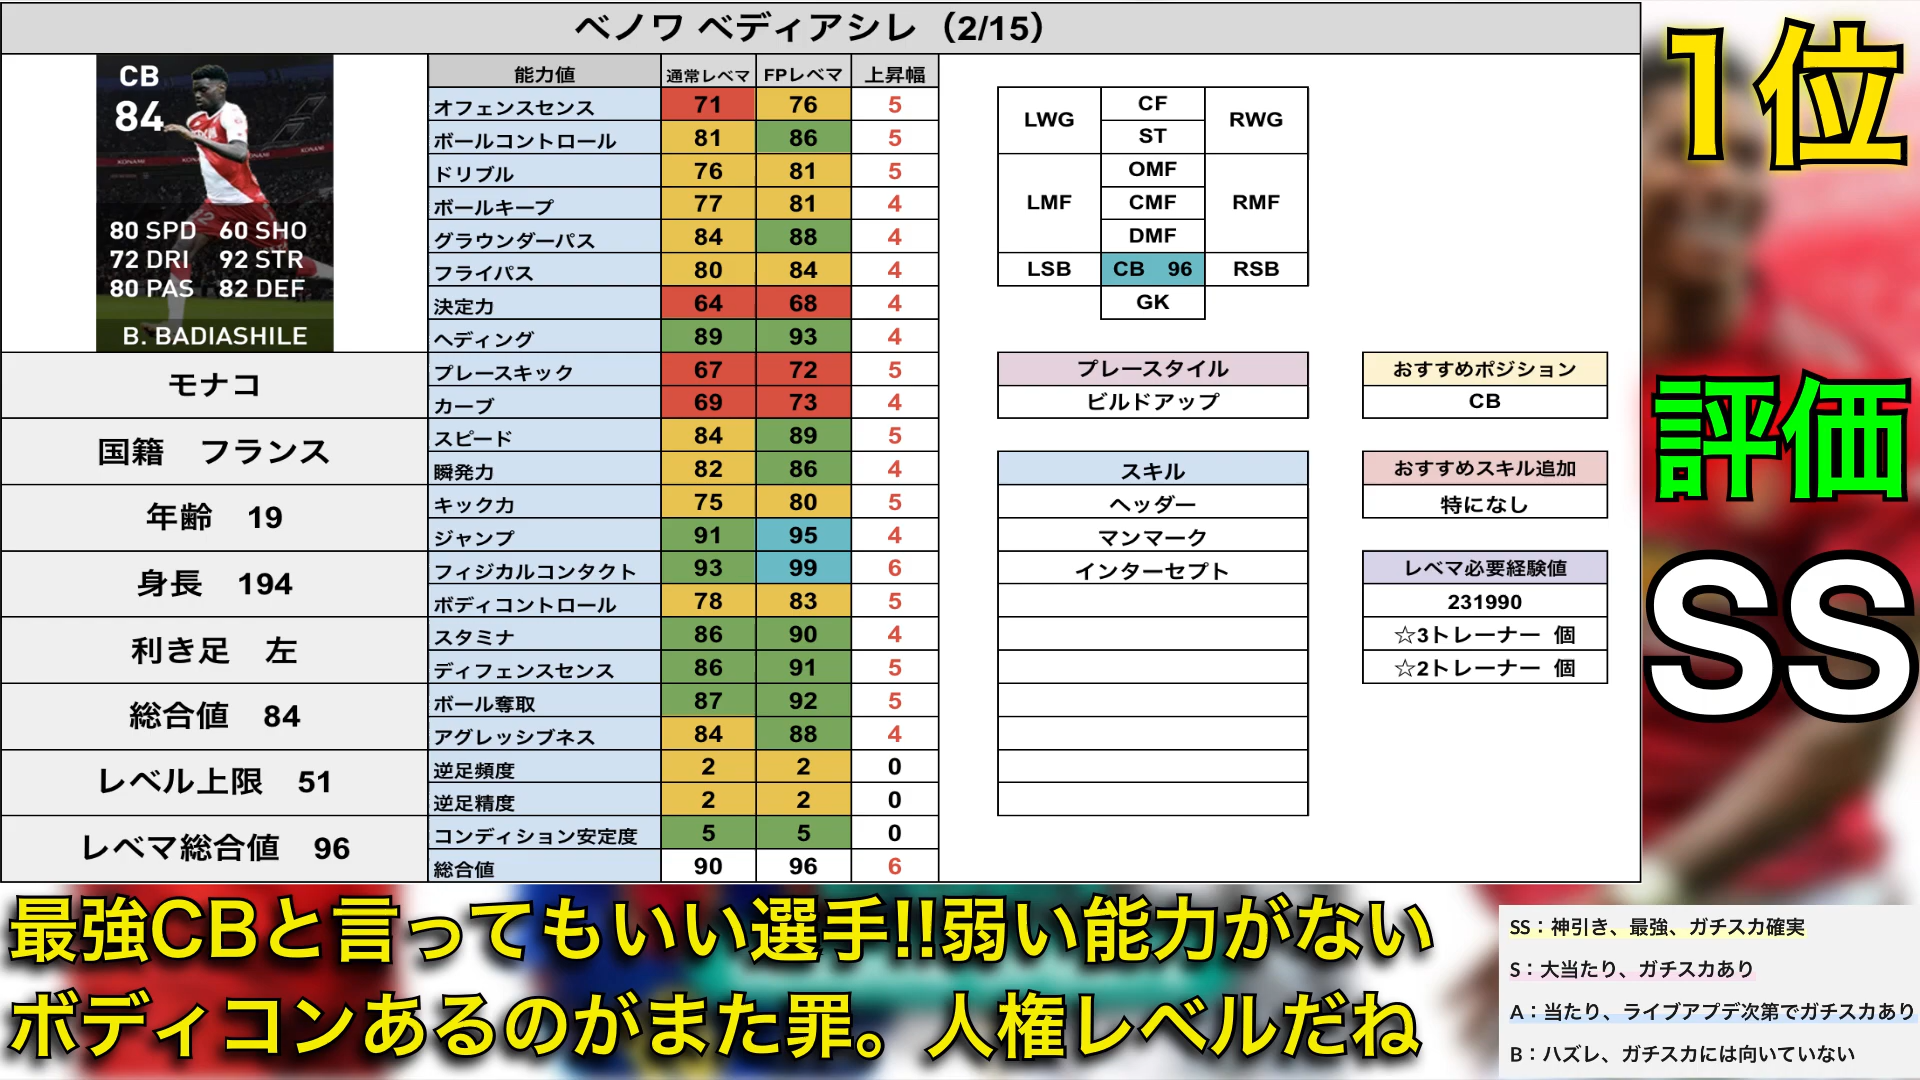 ベノワ ベディアシレ（2/15）
CB
84
80 SPD 60 SHO
72 DRI 92 STR
80 PAS 82 DEF
B. BADIASHILE
モナコ
国籍 フランス
年齢 19
身長 194
利き足 左
総合値 84
レベル上限 51
レベマ総合値 96
能力値 通常レベマ FPレベマ 上昇幅
オフェンスセンス 71 76 5
ボールコントロール 81 86 5
ドリブル 76 81 5
ボールキープ 77 81 4
グラウンダーパス 84 88 4
フライパス 80 84 4
決定力 64 68 4
ヘディング 89 93 4
プレースキック 67 72 5
カーブ 69 73 4
スピード 84 89 5
瞬発力 82 86 4
キック力 75 80 5
ジャンプ 91 95 4
フィジカルコンタクト 93 99 6
ボディコントロール 78 83 5
スタミナ 86 90 4
ディフェンスセンス 86 91 5
ボール奪取 87 92 5
アグレッシブネス 84 88 4
逆足頻度 2 2 0
逆足精度 2 2 0
コンディション安定度 5 5 0
総合値 90 96 6
LWG CF RWG
ST
OMF
LMF CMF RMF
DMF
LSB CB 96 RSB
GK
プレースタイル
ビルドアップ
スキル
ヘッダー
マンマーク
インターセプト
おすすめポジション
CB
おすすめスキル追加
特になし
レベマ必要経験値
231990
☆3トレーナー 個
☆2トレーナー 個
1位
評価
SS
最強CBと言ってもいい選手!!弱い能力がない
ボディコンあるのがまた罪。人権レベルだね
SS：神引き、最強、ガチスカ確実
S：大当たり、ガチスカあり
A：当たり、ライブアプデ次第でガチスカあり
B：ハズレ、ガチスカには向いていない